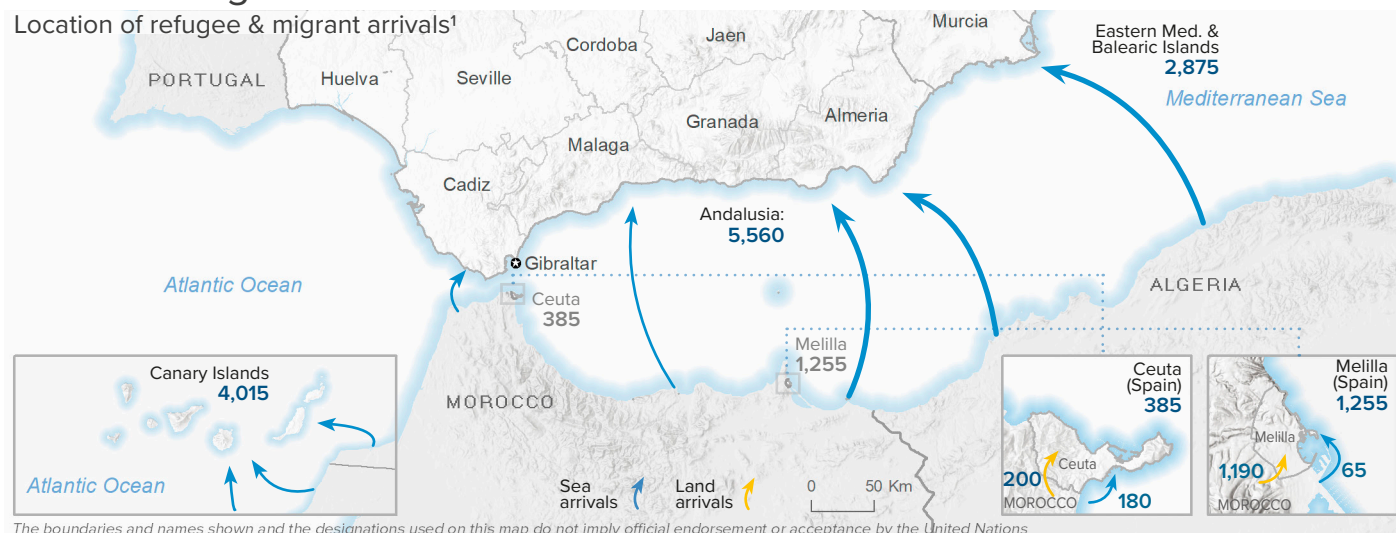 Location of refugee & migrant arrivals¹
PORTUGAL
Huelva
Seville
Cordoba
Jaen
Murcia
Eastern Med. &
Balearic Islands
2,875
Mediterranean Sea
Granada
Almeria
Malaga
Cadiz
Andalusia:
5,560
Gibraltar
Atlantic Ocean
Ceuta
385
ALGERIA
Melilla
1,255
MOROCCO
Canary Islands
4,015
Atlantic Ocean
Sea
arrivals
Land
arrivals
0 50 Km
Ceuta
(Spain)
385
Ceuta
200
MOROCCO
180
Melilla
(Spain)
1,255
Melilla
1,190
65
MOROCCO
The boundaries and names shown and the designations used on this map do not imply official endorsement or acceptance by the United Nations